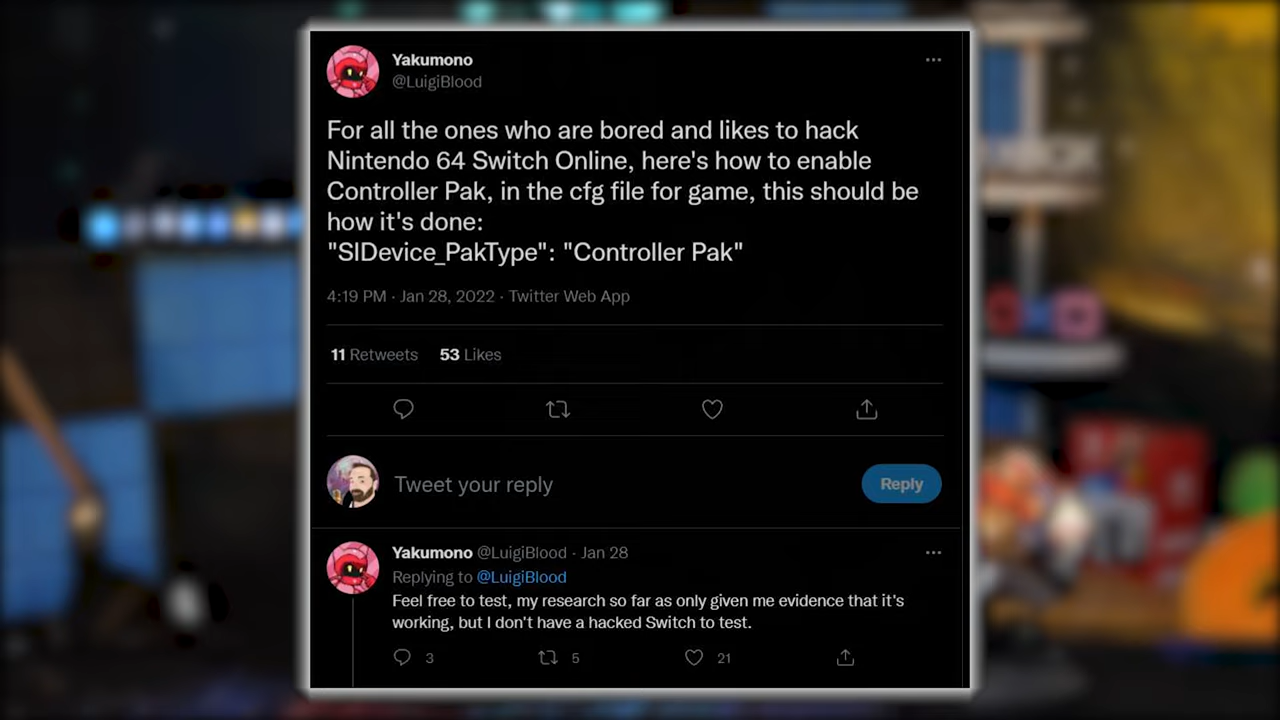 Yakumono
@LuigiBlood
For all the ones who are bored and likes to hack
Nintendo 64 Switch Online, here's how to enable
Controller Pak, in the cfg file for game, this should be
how it's done:
"SIDevice_PakType": "Controller Pak"
4:19 PM · Jan 28, 2022 · Twitter Web App
11 Retweets 53 Likes
Tweet your reply
Reply
Yakumono @LuigiBlood · Jan 28
Replying to @LuigiBlood
Feel free to test, my research so far as only given me evidence that it's
working, but I don't have a hacked Switch to test.
3 5 21